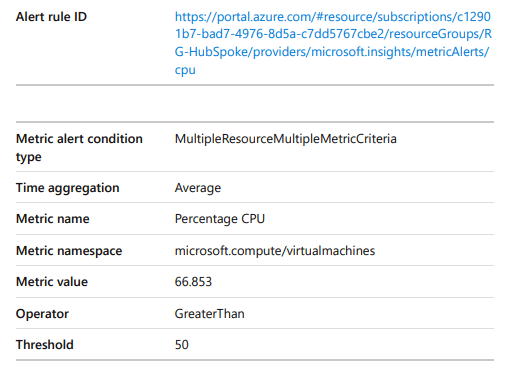 Alert rule ID
https://portal.azure.com/#resource/subscriptions/c1290
1b7-bad7-4976-8d5a-c7dd5767cbe2/resourceGroups/R
G-HubSpoke/providers/microsoft.insights/metricAlerts/
cpu
Metric alert condition
type
MultipleResourceMultipleMetricCriteria
Time aggregation
Average
Metric name
Percentage CPU
Metric namespace
microsoft.compute/virtualmachines
Metric value
66.853
Operator
GreaterThan
Threshold
50